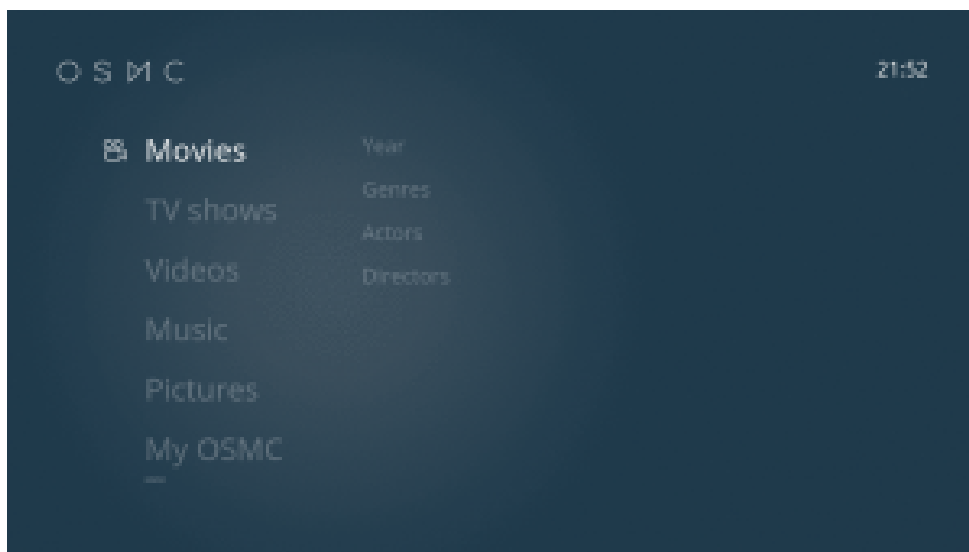 OSMC
21:52
Movies
TV shows
Videos
Music
Pictures
My OSMC
Year
Genres
Actors
Directors